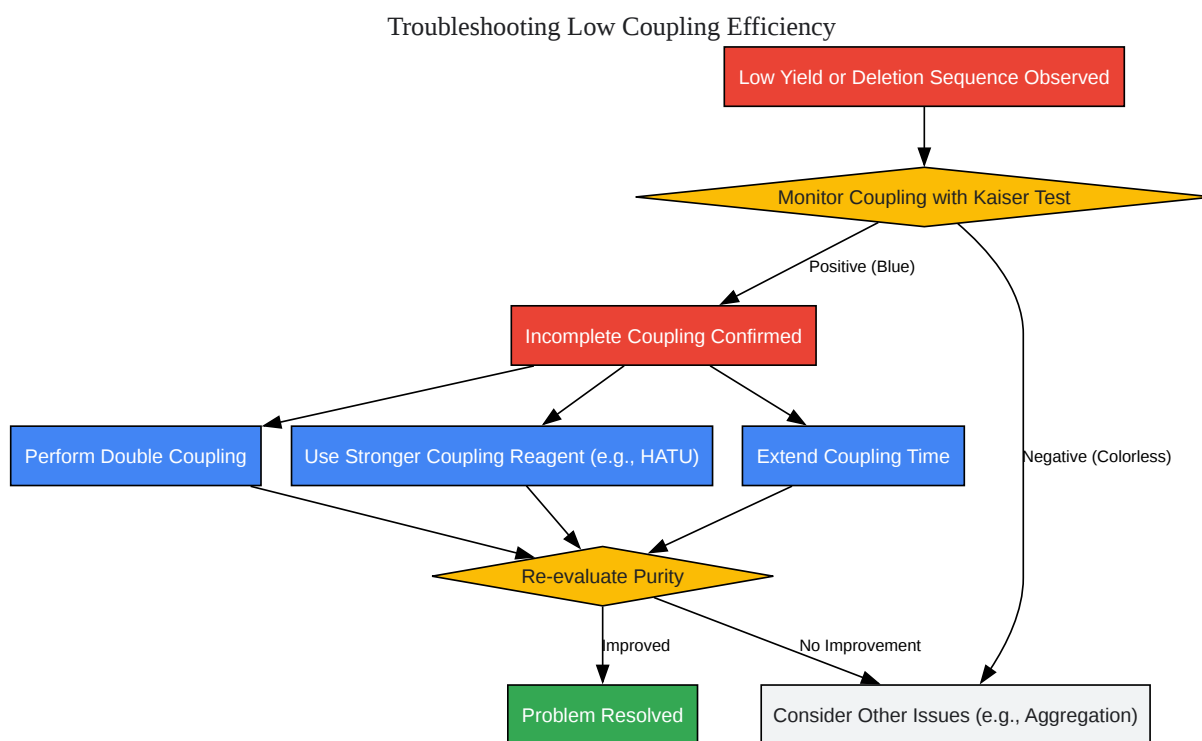 Troubleshooting Low Coupling Efficiency
Low Yield or Deletion Sequence Observed
Monitor Coupling with Kaiser Test
Positive (Blue)
Incomplete Coupling Confirmed
Perform Double Coupling
Use Stronger Coupling Reagent (e.g., HATU)
Extend Coupling Time
Negative (Colorless)
Re-evaluate Purity
Improved
No Improvement
Problem Resolved
Consider Other Issues (e.g., Aggregation)